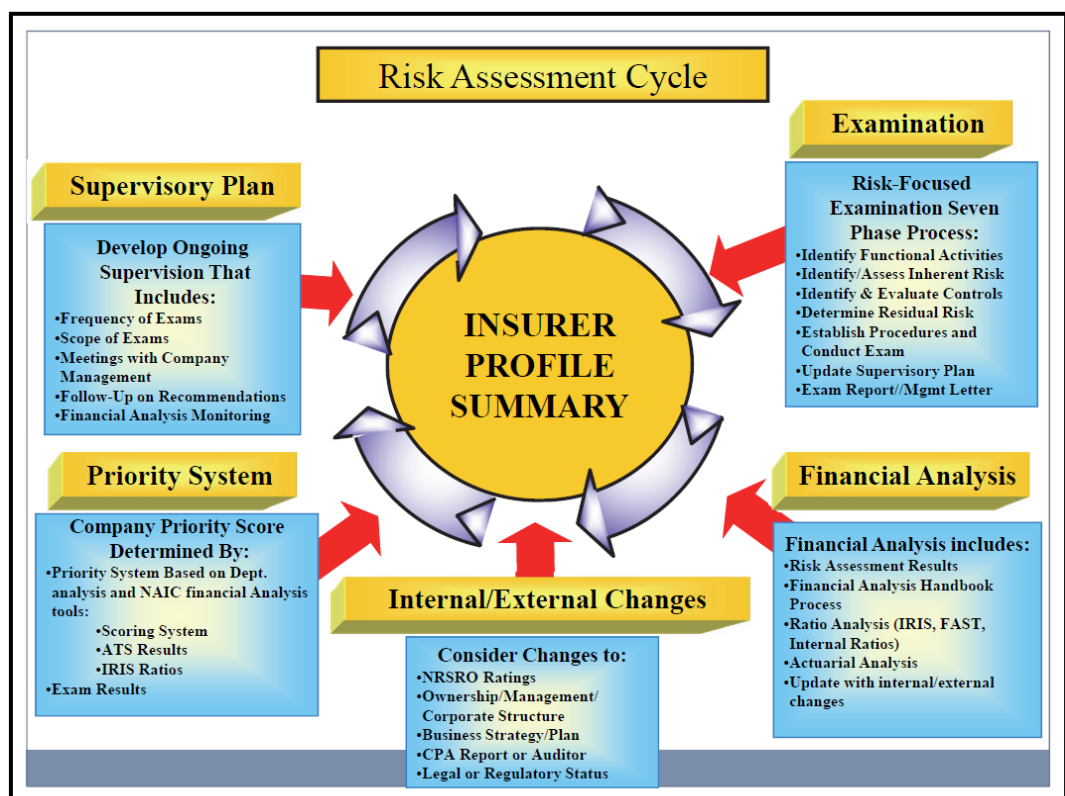 Risk Assessment Cycle
Examination
Risk-Focused
Examination Seven
Phase Process:
•Identify Functional Activities
•Identify/Assess Inherent Risk
•Identify & Evaluate Controls
•Determine Residual Risk
•Establish Procedures and
Conduct Exam
•Update Supervisory Plan
•Exam Report//Mgmt Letter
Supervisory Plan
Develop Ongoing
Supervision That
Includes:
•Frequency of Exams
•Scope of Exams
•Meetings with Company
Management
•Follow-Up on Recommendations
•Financial Analysis Monitoring
INSURER
PROFILE
SUMMARY
Priority System
Company Priority Score
Determined By:
•Priority System Based on Dept.
analysis and NAIC financial Analysis
tools:
•Scoring System
•ATS Results
•IRIS Ratios
•Exam Results
Internal/External Changes
Consider Changes to:
•NRSRO Ratings
•Ownership/Management/
Corporate Structure
•Business Strategy/Plan
•CPA Report or Auditor
•Legal or Regulatory Status
Financial Analysis
Financial Analysis includes:
•Risk Assessment Results
•Financial Analysis Handbook
Process
•Ratio Analysis (IRIS, FAST,
Internal Ratios)
•Actuarial Analysis
•Update with internal/external
changes